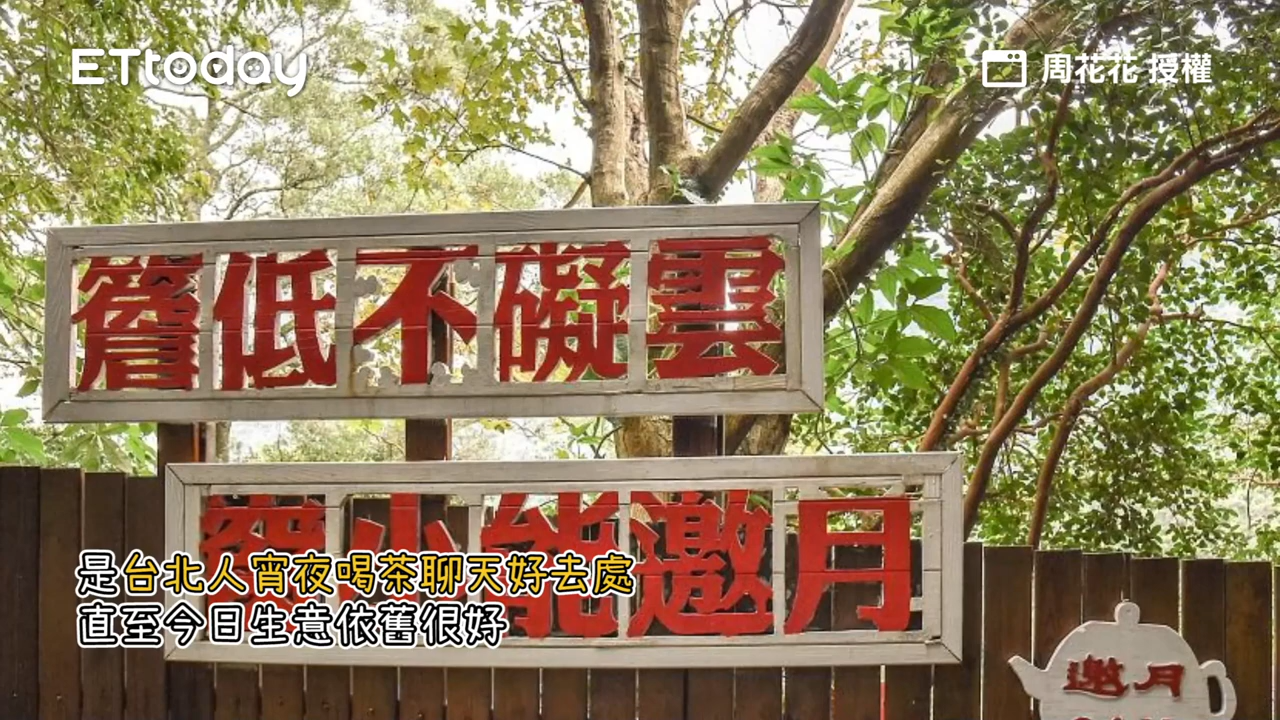 ETtoday
周花花 授權
簷低不礙雲
小能邀月
是台北人宵夜喝茶聊天好去處
直至今日生意依舊很好
邀月